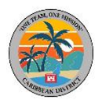 "ONE TEAM, ONE MISSION"
CARIBBEAN DISTRICT